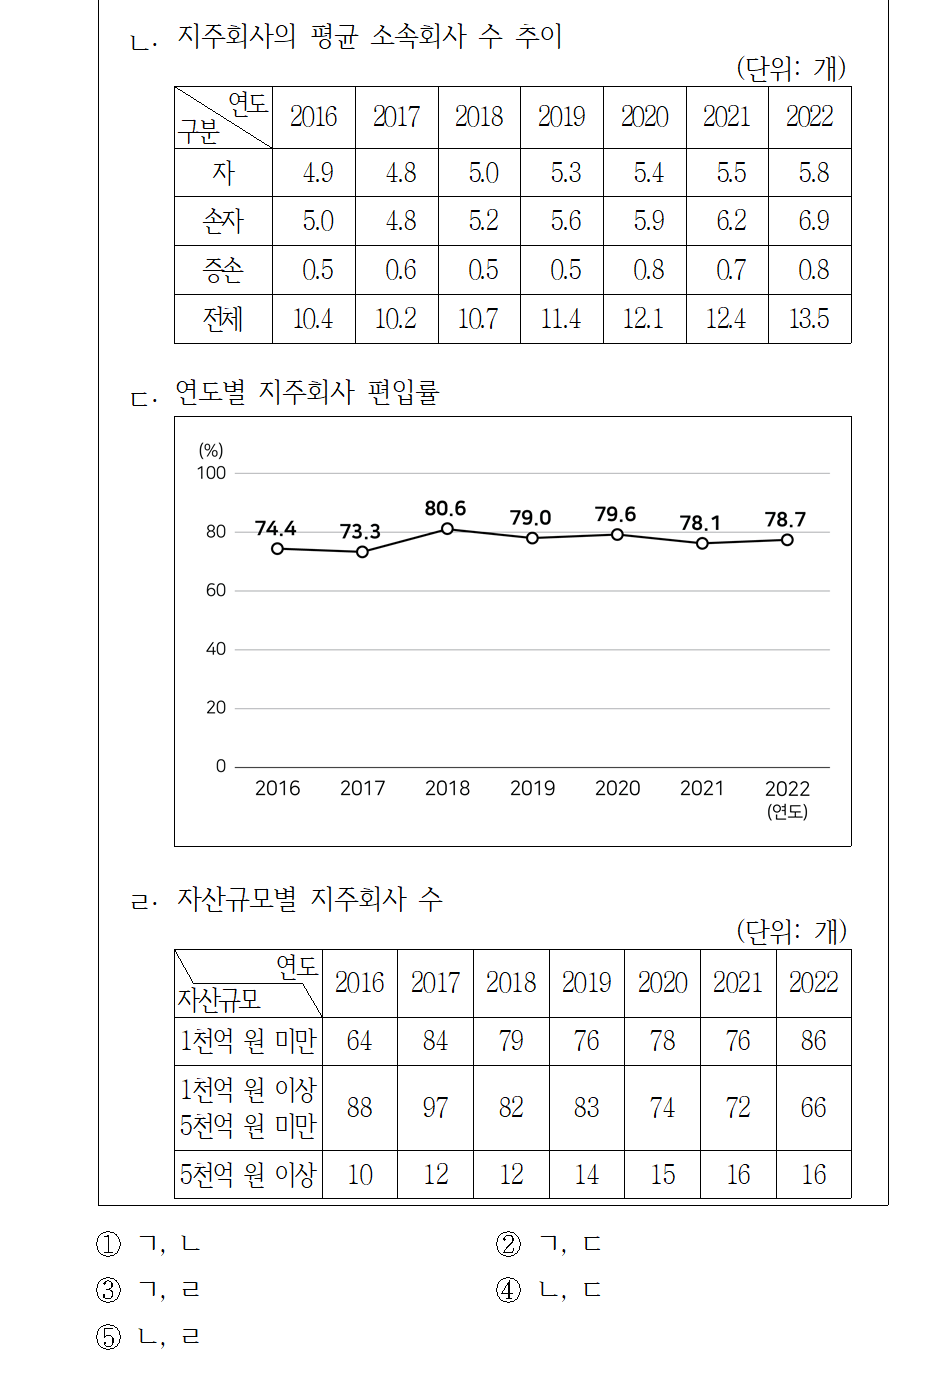 ㄴ. 지주회사의 평균 소속회사 수 추이
(단위: 개)
구분 연도 2016 2017 2018 2019 2020 2021 2022
자 4.9 4.8 5.0 5.3 5.4 5.5 5.8
손자 5.0 4.8 5.2 5.6 5.9 6.2 6.9
증손 0.5 0.6 0.5 0.5 0.8 0.7 0.8
전체 10.4 10.2 10.7 11.4 12.1 12.4 13.5
ㄷ. 연도별 지주회사 편입률
(%)
100
80
60
40
20
0
74.4 73.3 80.6 79.0 79.6 78.1 78.7
2016 2017 2018 2019 2020 2021 2022
(연도)
ㄹ. 자산규모별 지주회사 수
(단위: 개)
자산규모 연도 2016 2017 2018 2019 2020 2021 2022
1천억 원 미만 64 84 79 76 78 76 86
1천억 원 이상
5천억 원 미만 88 97 82 83 74 72 66
5천억 원 이상 10 12 12 14 15 16 16
① ㄱ, ㄴ ② ㄱ, ㄷ
③ ㄱ, ㄹ ④ ㄴ, ㄷ
⑤ ㄴ, ㄹ